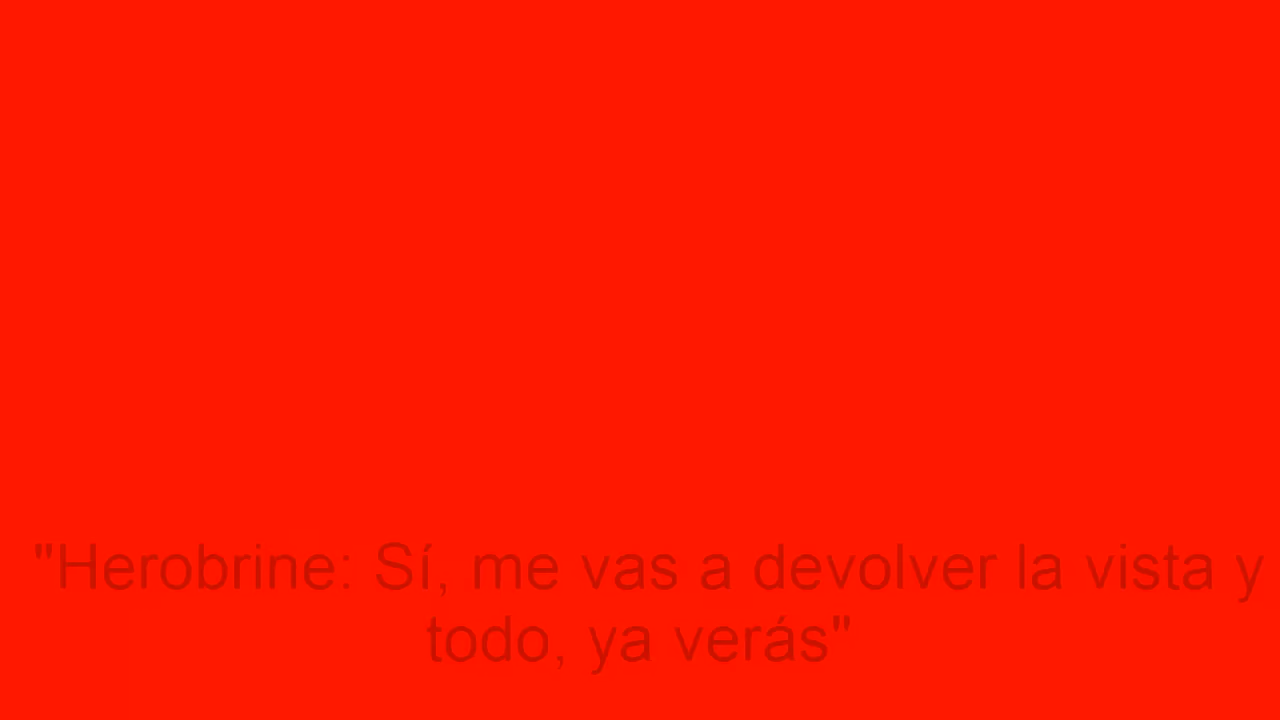 "Herobrine: Sí, me vas a devolver la vista y
todo, ya verás"